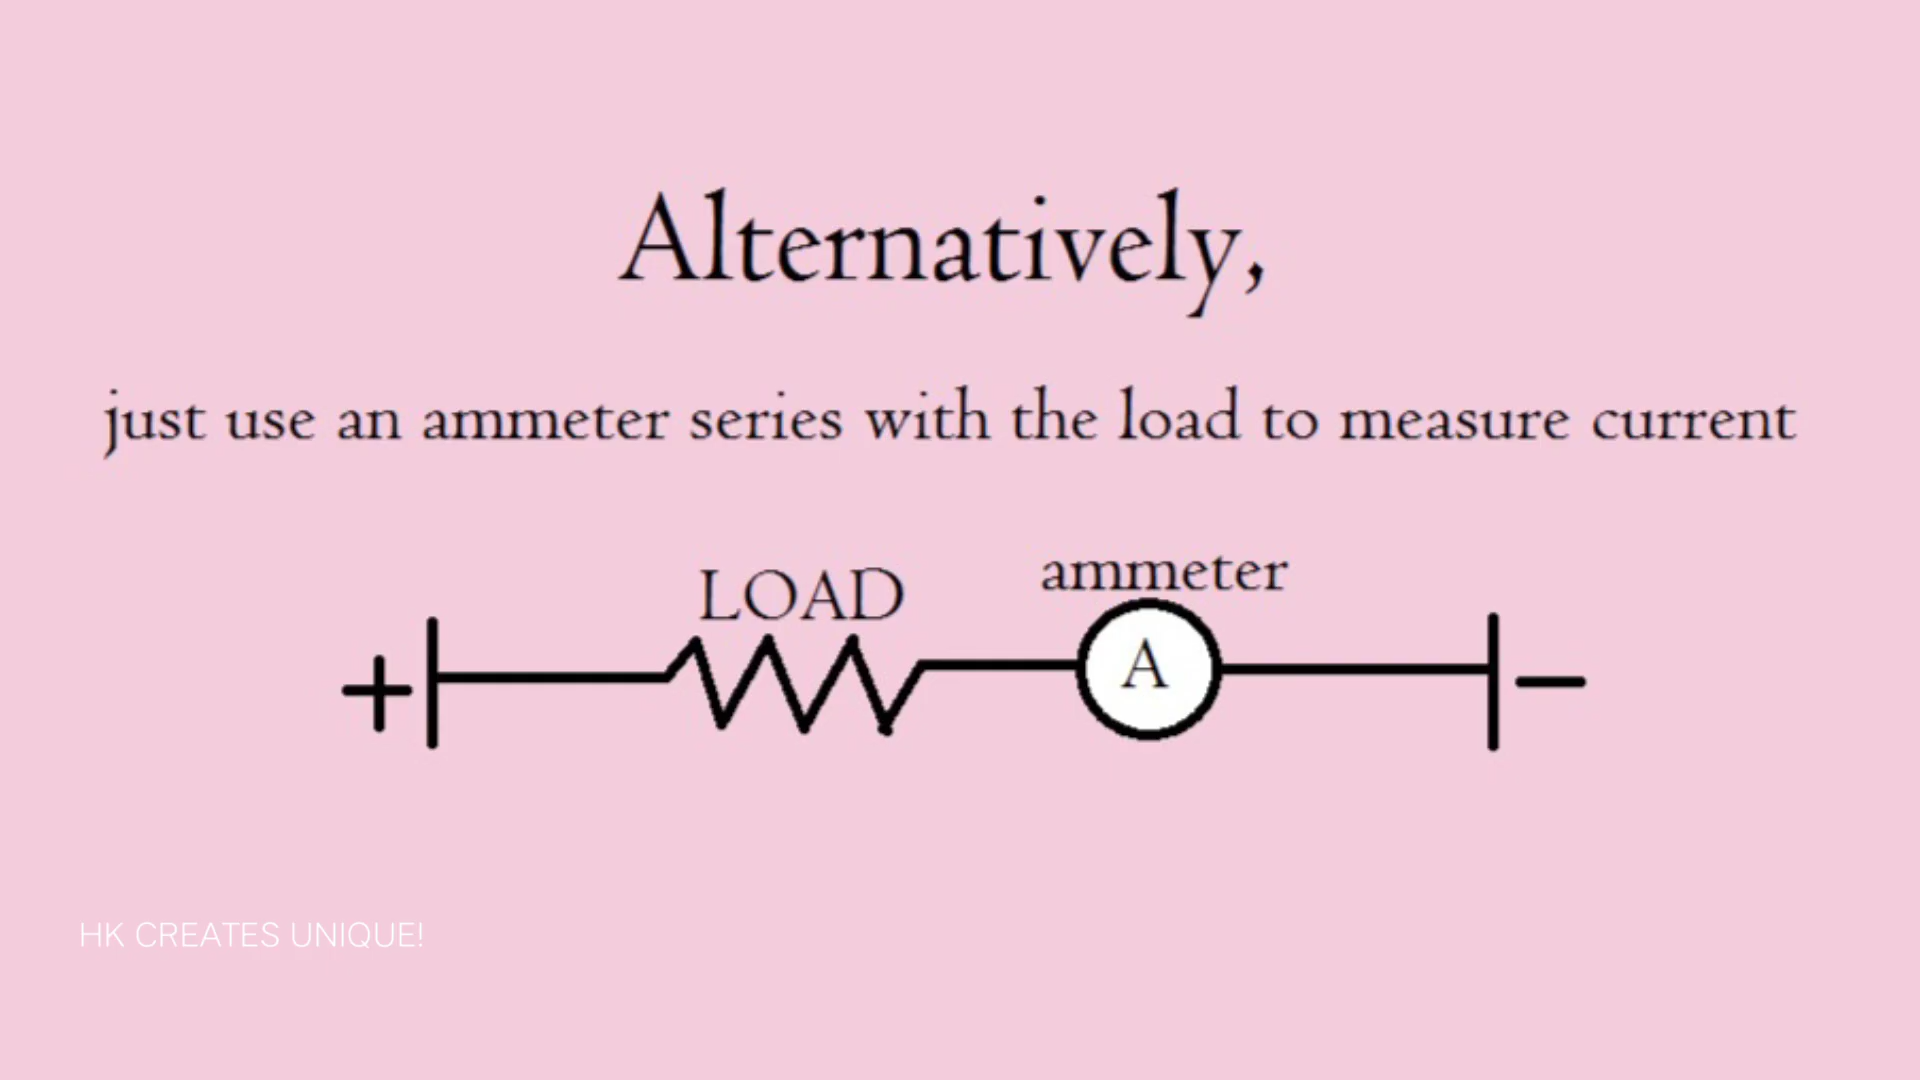 Alternatively,
just use an ammeter series with the load to measure current
LOAD
ammeter
A
+
−
HK CREATES UNIQUE!